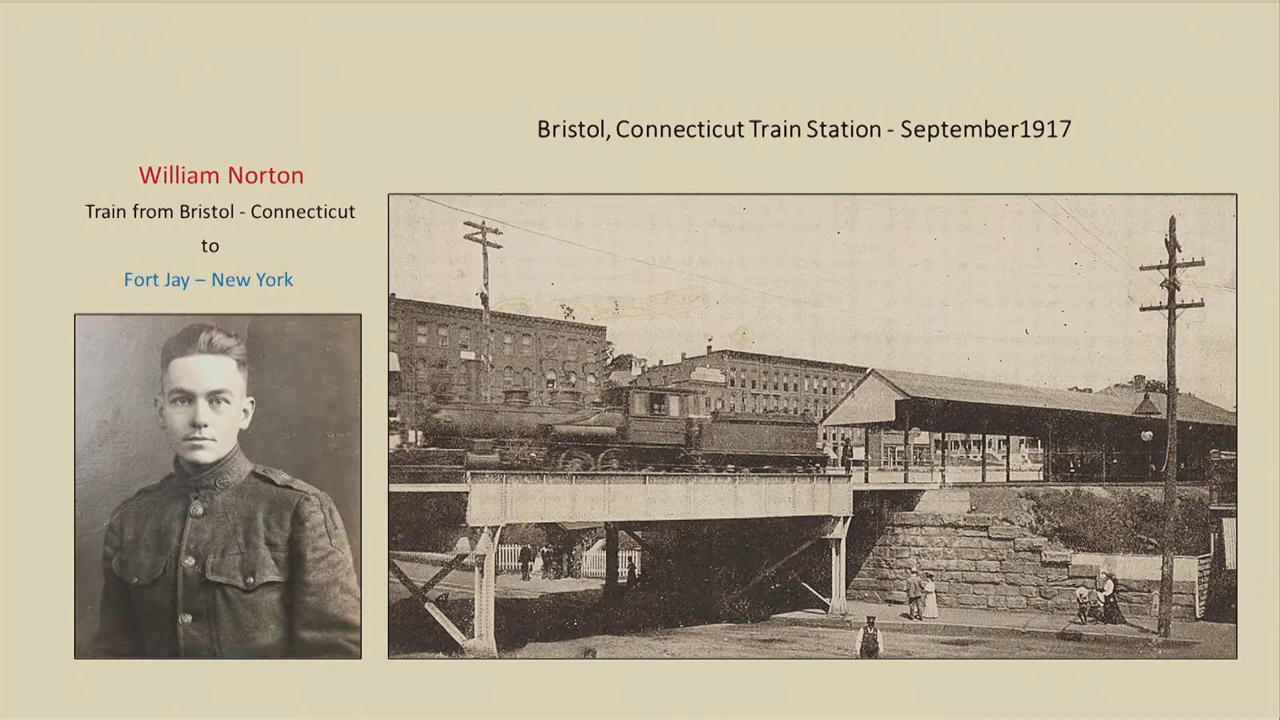 Bristol, Connecticut Train Station - September1917
William Norton
Train from Bristol - Connecticut
to
Fort Jay – New York